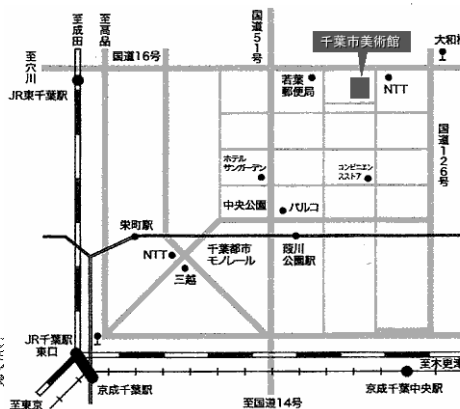 至成田
至高品
国道51号
千葉市美術館
大和橋
至穴川
国道16号
JR東千葉駅
若葉
郵便局
NTT
国道126号
ホテル
サンガーデン
コンビニエン
スストア
中央公園
パルコ
栄町駅
NTT
千葉都市
モノレール
葭川
公園駅
三越
JR千葉駅
東口
至木更津
京成千葉駅
京成千葉中央駅
至東京
至国道14号